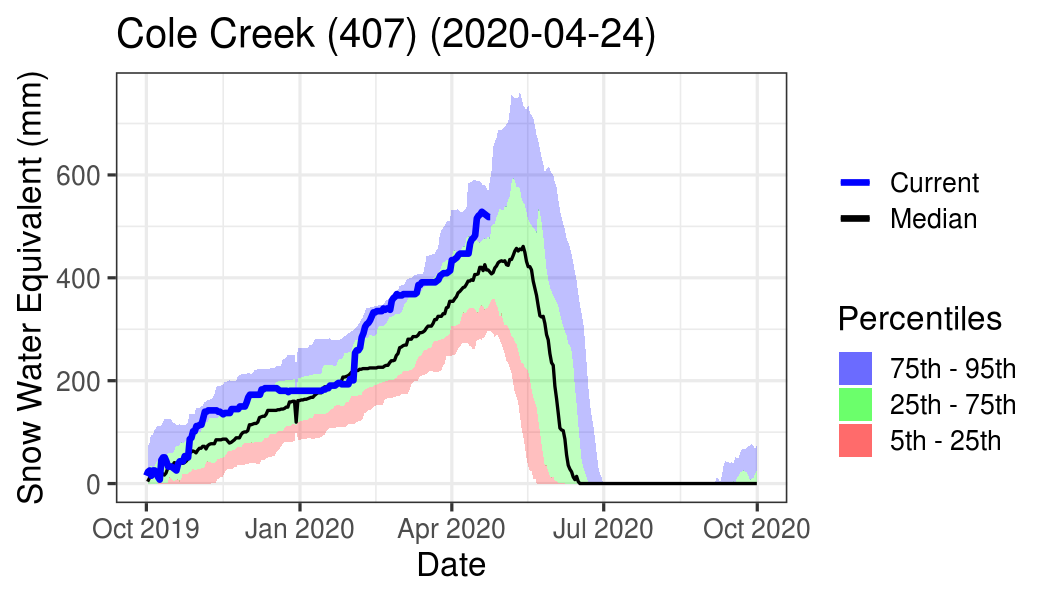 Cole Creek (407) (2020-04-24)
Snow Water Equivalent (mm)
600
400
200
0
Oct 2019
Jan 2020
Apr 2020
Jul 2020
Oct 2020
Date
Current
Median
Percentiles
75th - 95th
25th - 75th
5th - 25th